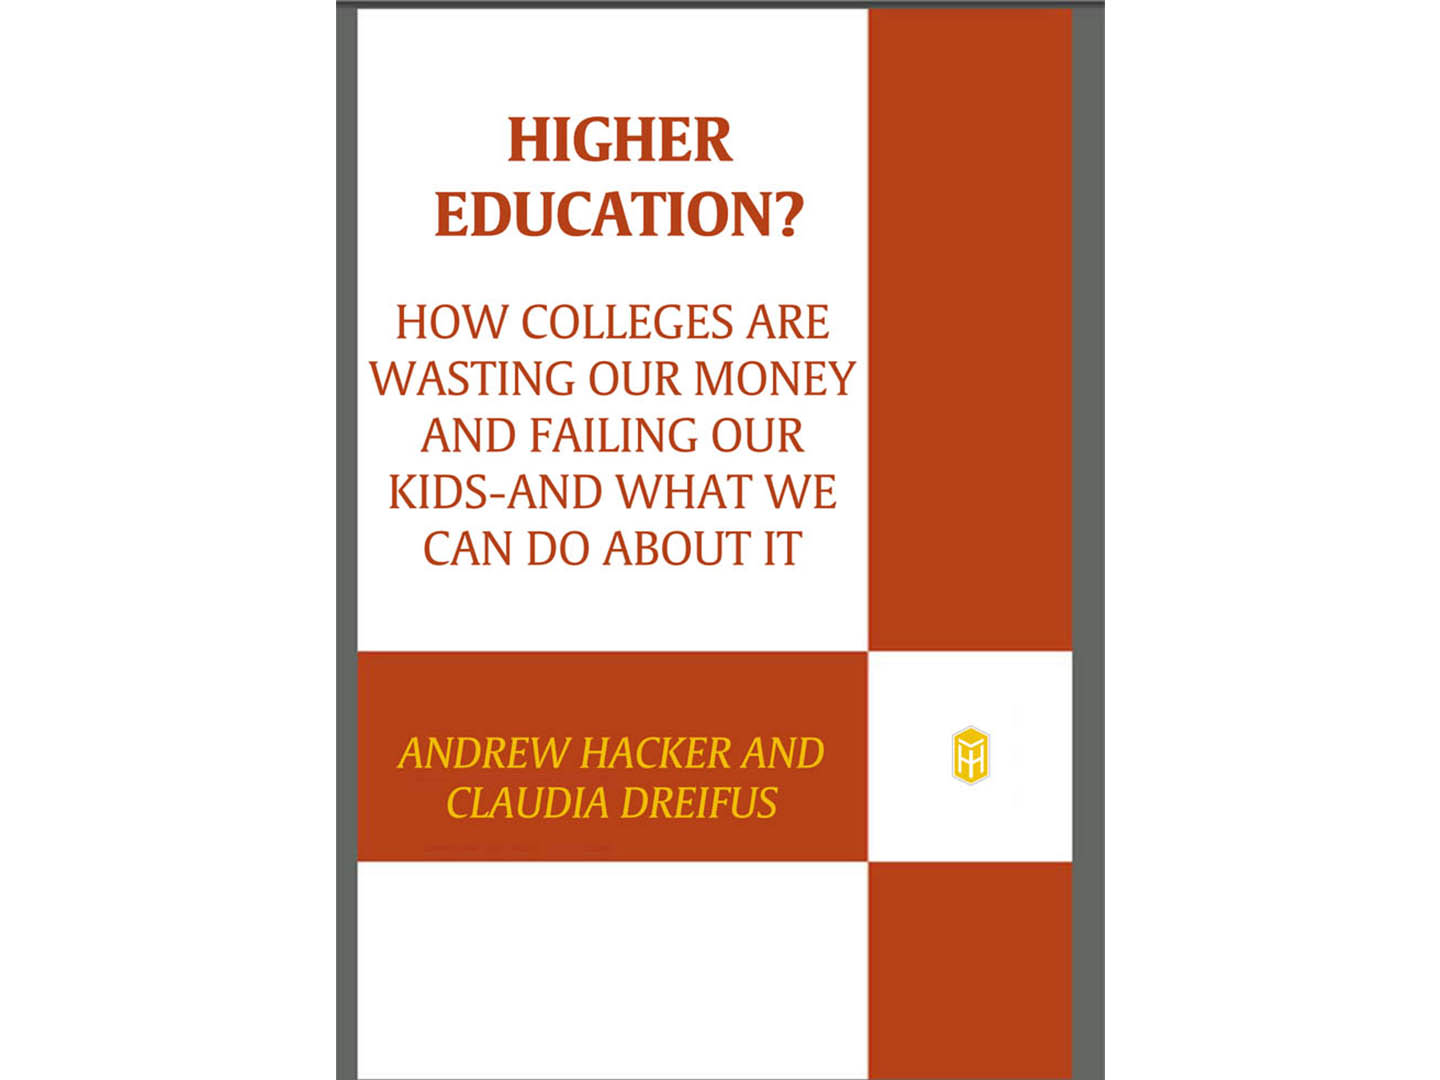 HIGHER
EDUCATION?
HOW COLLEGES ARE
WASTING OUR MONEY
AND FAILING OUR
KIDS-AND WHAT WE
CAN DO ABOUT IT
ANDREW HACKER AND
CLAUDIA DREIFUS